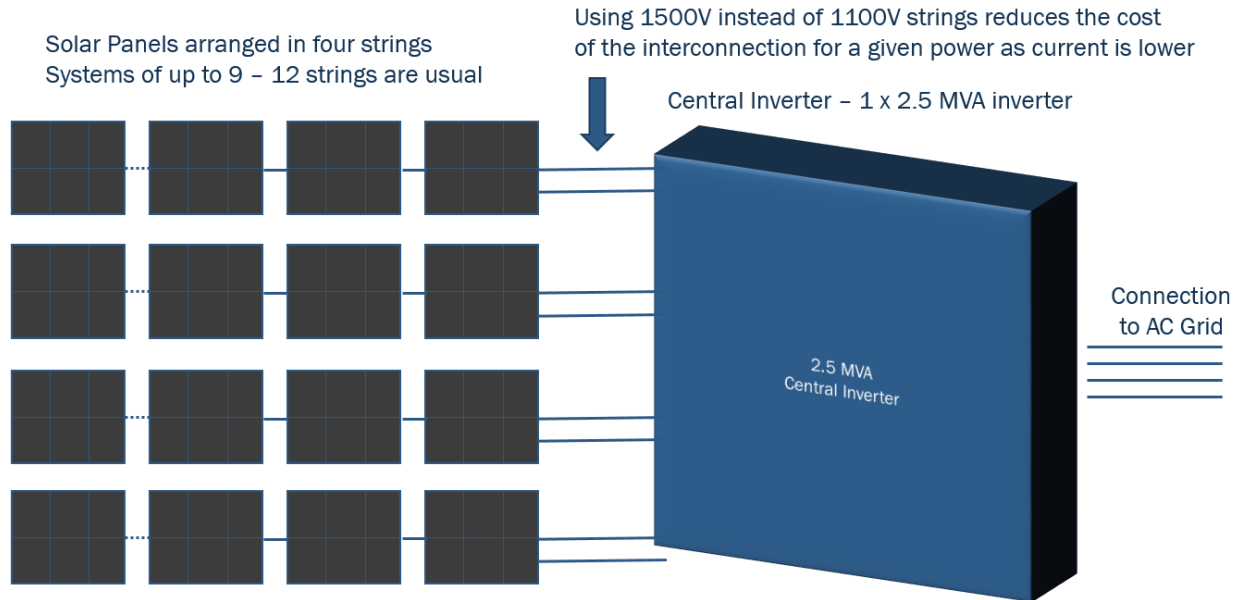 Solar Panels arranged in four strings
Systems of up to 9 – 12 strings are usual
Using 1500V instead of 1100V strings reduces the cost
of the interconnection for a given power as current is lower
Central Inverter – 1 x 2.5 MVA inverter
2.5 MVA
Central Inverter
Connection
to AC Grid